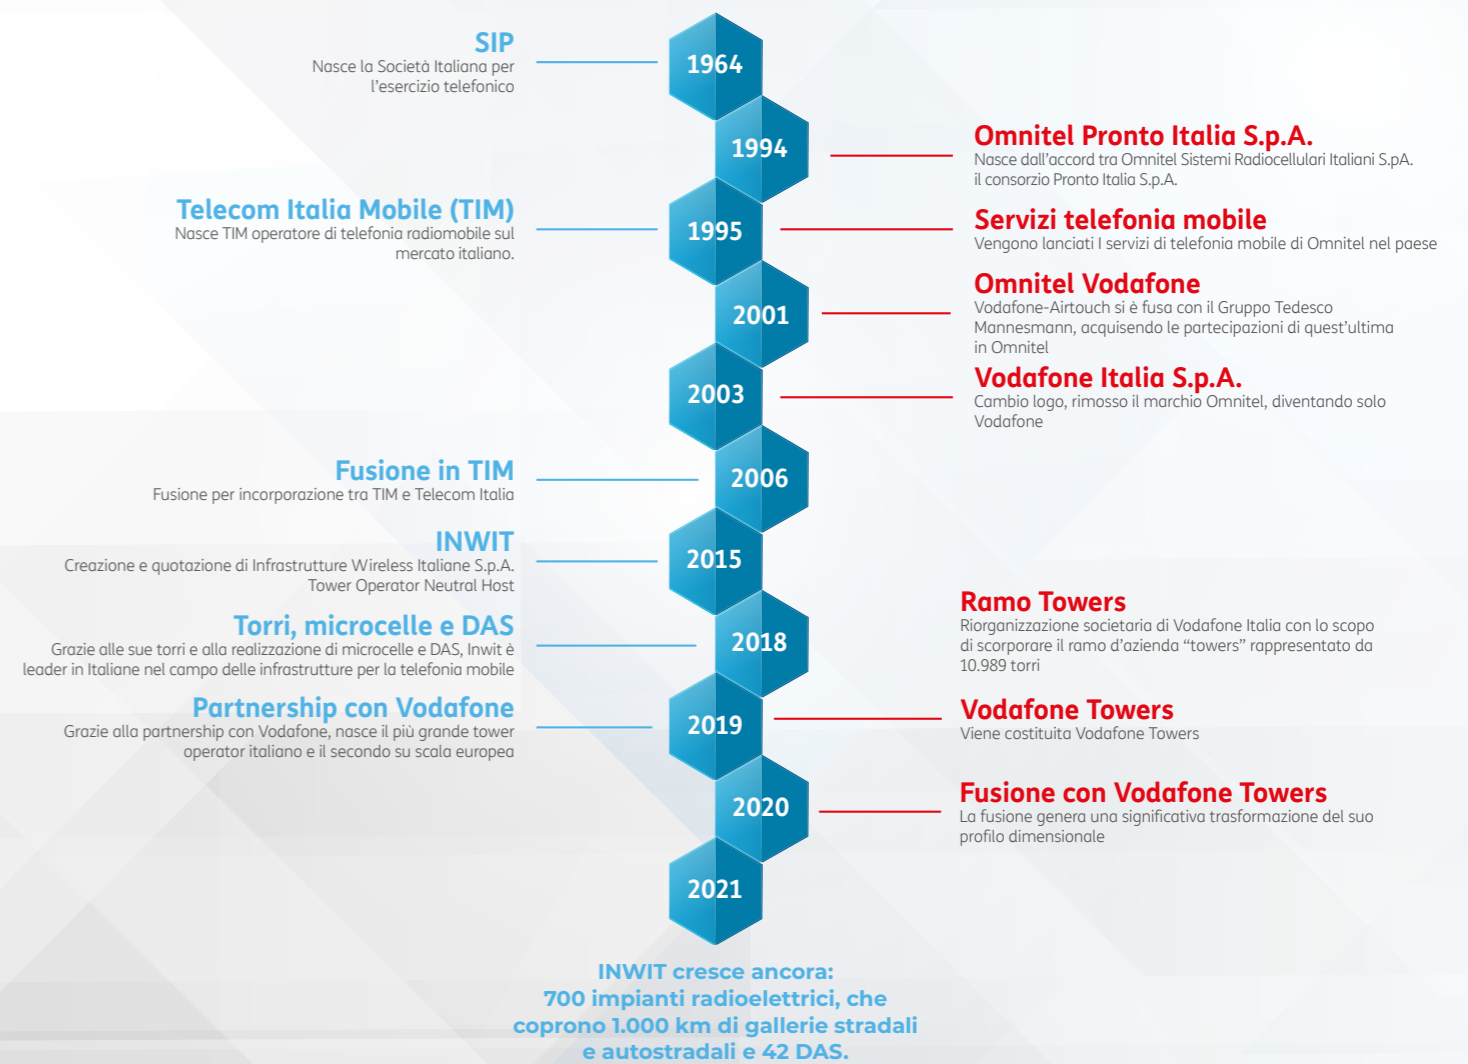 SIP
Nasce la Società Italiana per
l'esercizio telefonico
1964
1994
Omnitel Pronto Italia S.p.A.
Nasce dall'accord tra Omnitel Sistemi Radiocellulari Italiani S.pA.
il consorzio Pronto Italia S.p.A.
Telecom Italia Mobile (TIM)
Nasce TIM operatore di telefonia radiomobile sul
mercato italiano.
1995
Servizi telefonia mobile
Vengono lanciati I servizi di telefonia mobile di Omnitel nel paese
2001
Omnitel Vodafone
Vodafone-Airtouch si è fusa con il Gruppo Tedesco
Mannesmann, acquisendo le partecipazioni di quest'ultima
in Omnitel
2003
Vodafone Italia S.p.A.
Cambio logo, rimosso il marchio Omnitel, diventando solo
Vodafone
Fusione in TIM
Fusione per incorporazione tra TIM e Telecom Italia
2006
INWIT
Creazione e quotazione di Infrastrutture Wireless Italiane S.p.A.
Tower Operator Neutral Host
2015
Torri, microcelle e DAS
Grazie alle sue torri e alla realizzazione di microcelle e DAS, Inwit è
leader in Italiane nel campo delle infrastrutture per la telefonia mobile
2018
Ramo Towers
Riorganizzazione societaria di Vodafone Italia con lo scopo
di scorporare il ramo d'azienda “towers” rappresentato da
10.989 torri
Partnership con Vodafone
Grazie alla partnership con Vodafone, nasce il più grande tower
operator italiano e il secondo su scala europea
2019
Vodafone Towers
Viene costituita Vodafone Towers
2020
Fusione con Vodafone Towers
La fusione genera una significativa trasformazione del suo
profilo dimensionale
2021
INWIT cresce ancora:
700 impianti radioelettrici, che
coprono 1.000 km di gallerie stradali
e autostradali e 42 DAS.